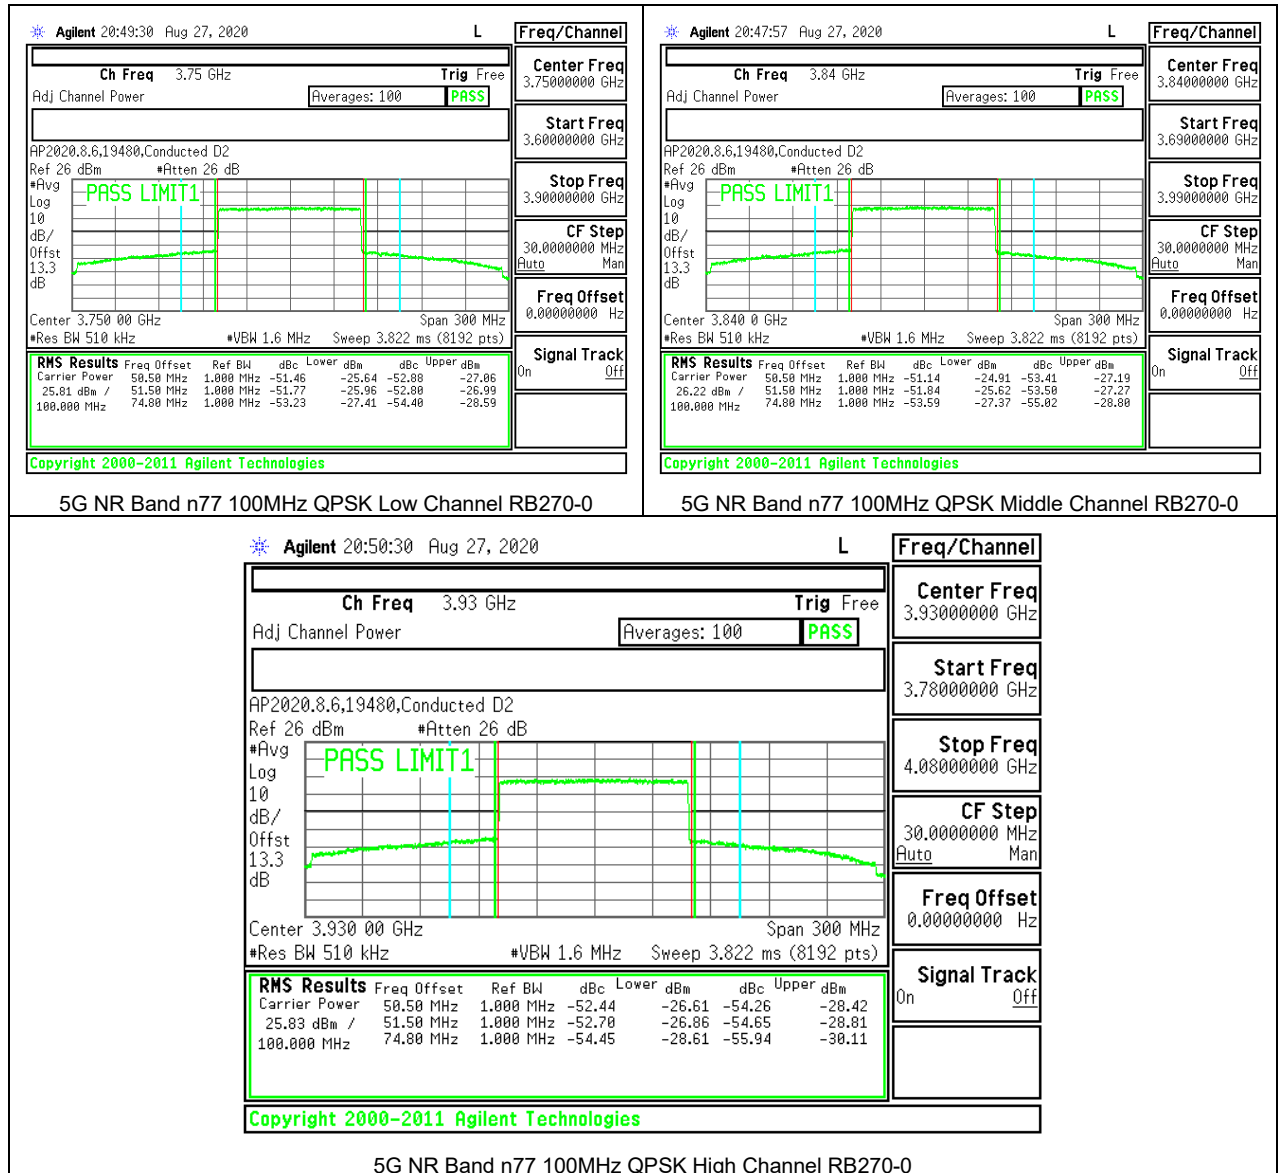 Agilent 20:49:30 Aug 27, 2020 L Freq/Channel
Ch Freq 3.75 GHz Trig Free
Adj Channel Power Averages: 100 PASS
Center Freq
3.75000000 GHz
Start Freq
3.60000000 GHz
AP2020.8.6,19480,Conducted D2
Ref 26 dBm #Atten 26 dB
#Avg
Log
10
dB/
Offst
13.3
dB
PASS LIMIT1
Stop Freq
3.90000000 GHz
CF Step
30.0000000 MHz
Auto Man
Freq Offset
0.00000000 Hz
Center 3.750 00 GHz Span 300 MHz
#Res BW 510 kHz #VBW 1.6 MHz Sweep 3.822 ms (8192 pts)
Signal Track
On Off
RMS Results Freq Offset Ref BW dBc Lower dBm dBc Upper dBm
Carrier Power 50.50 MHz 1.000 MHz -51.46 -25.64 -52.88 -27.06
25.81 dBm / 51.50 MHz 1.000 MHz -51.77 -25.96 -52.80 -26.99
100.000 MHz 74.80 MHz 1.000 MHz -53.23 -27.41 -54.40 -28.59
Copyright 2000-2011 Agilent Technologies
5G NR Band n77 100MHz QPSK Low Channel RB270-0
Agilent 20:47:57 Aug 27, 2020 L Freq/Channel
Ch Freq 3.84 GHz Trig Free
Adj Channel Power Averages: 100 PASS
Center Freq
3.84000000 GHz
Start Freq
3.69000000 GHz
AP2020.8.6,19480,Conducted D2
Ref 26 dBm #Atten 26 dB
#Avg
Log
10
dB/
Offst
13.3
dB
PASS LIMIT1
Stop Freq
3.99000000 GHz
CF Step
30.0000000 MHz
Auto Man
Freq Offset
0.00000000 Hz
Center 3.840 0 GHz Span 300 MHz
#Res BW 510 kHz #VBW 1.6 MHz Sweep 3.822 ms (8192 pts)
Signal Track
On Off
RMS Results Freq Offset Ref BW dBc Lower dBm dBc Upper dBm
Carrier Power 50.50 MHz 1.000 MHz -51.14 -24.91 -53.41 -27.19
26.22 dBm / 51.50 MHz 1.000 MHz -51.84 -25.62 -53.50 -27.27
100.000 MHz 74.80 MHz 1.000 MHz -53.59 -27.37 -55.02 -28.80
Copyright 2000-2011 Agilent Technologies
5G NR Band n77 100MHz QPSK Middle Channel RB270-0
Agilent 20:50:30 Aug 27, 2020 L Freq/Channel
Ch Freq 3.93 GHz Trig Free
Adj Channel Power Averages: 100 PASS
Center Freq
3.93000000 GHz
Start Freq
3.78000000 GHz
AP2020.8.6,19480,Conducted D2
Ref 26 dBm #Atten 26 dB
#Avg
Log
10
dB/
Offst
13.3
dB
PASS LIMIT1
Stop Freq
4.08000000 GHz
CF Step
30.0000000 MHz
Auto Man
Freq Offset
0.00000000 Hz
Center 3.930 00 GHz Span 300 MHz
#Res BW 510 kHz #VBW 1.6 MHz Sweep 3.822 ms (8192 pts)
Signal Track
On Off
RMS Results Freq Offset Ref BW dBc Lower dBm dBc Upper dBm
Carrier Power 50.50 MHz 1.000 MHz -52.44 -26.61 -54.26 -28.42
25.83 dBm / 51.50 MHz 1.000 MHz -52.70 -26.86 -54.65 -28.81
100.000 MHz 74.80 MHz 1.000 MHz -54.45 -28.61 -55.94 -30.11
Copyright 2000-2011 Agilent Technologies
5G NR Band n77 100MHz QPSK High Channel RB270-0